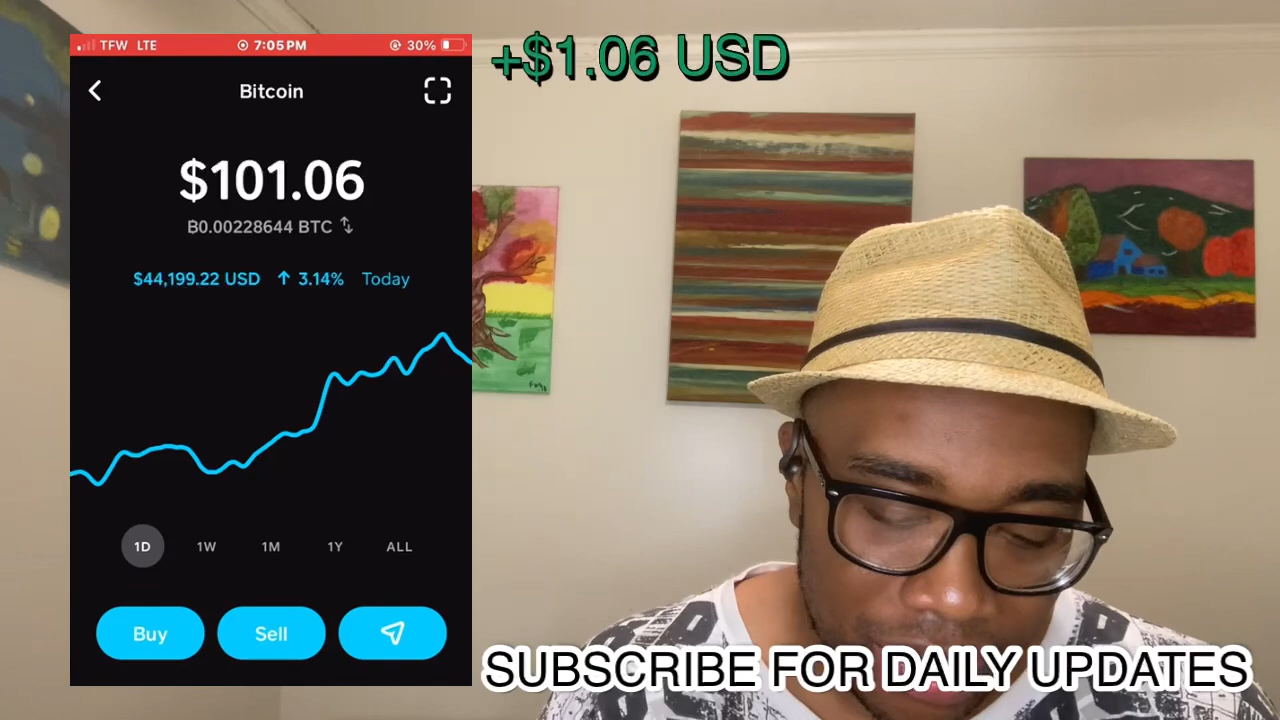 TFW LTE 7:05 PM 30%
+$1.06 USD
Bitcoin
$101.06
₿0.00228644 BTC
$44,199.22 USD ↑ 3.14% Today
1D 1W 1M 1Y ALL
Buy Sell
SUBSCRIBE FOR DAILY UPDATES